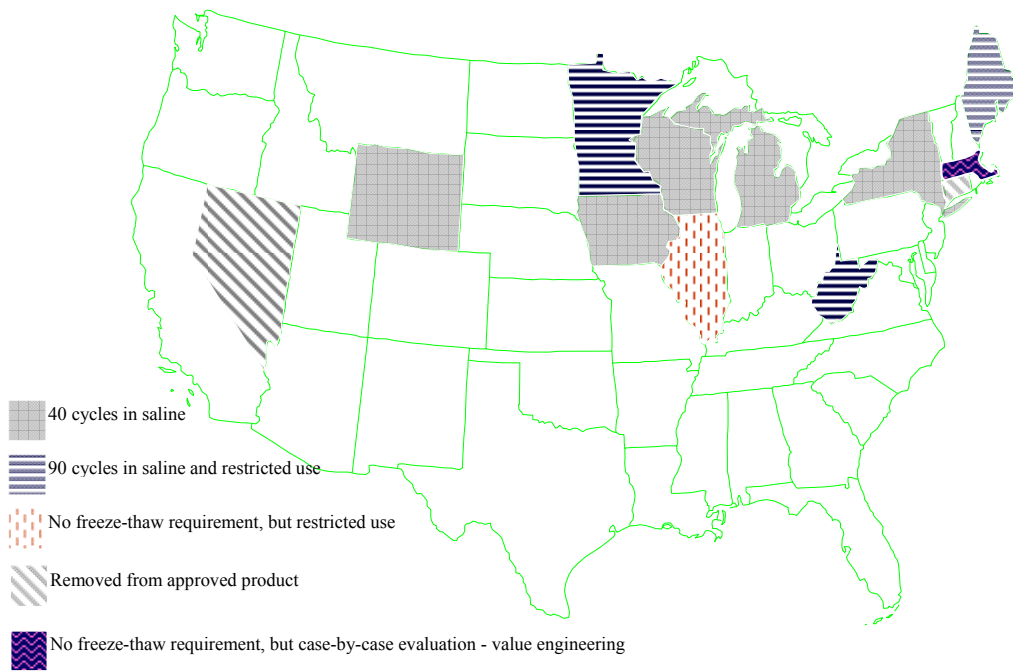 40 cycles in saline
90 cycles in saline and restricted use
No freeze-thaw requirement, but restricted use
Removed from approved product
No freeze-thaw requirement, but case-by-case evaluation - value engineering